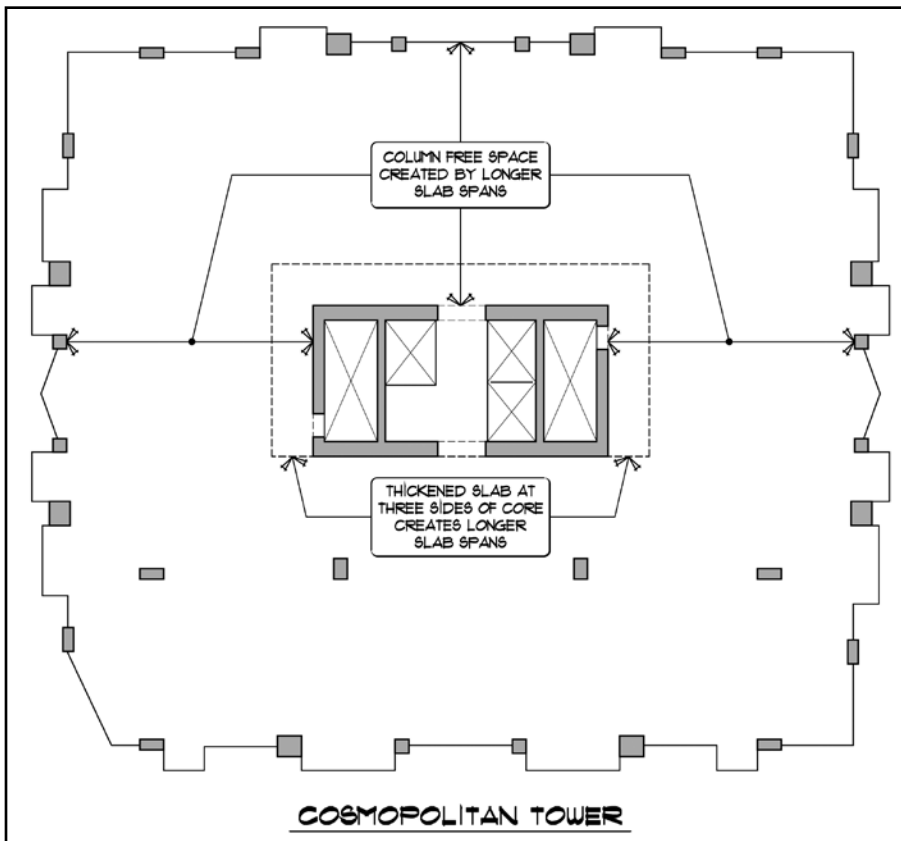 COLUMN FREE SPACE
CREATED BY LONGER
SLAB SPANS
THICKENED SLAB AT
THREE SIDES OF CORE
CREATES LONGER
SLAB SPANS
COSMOPOLITAN TOWER